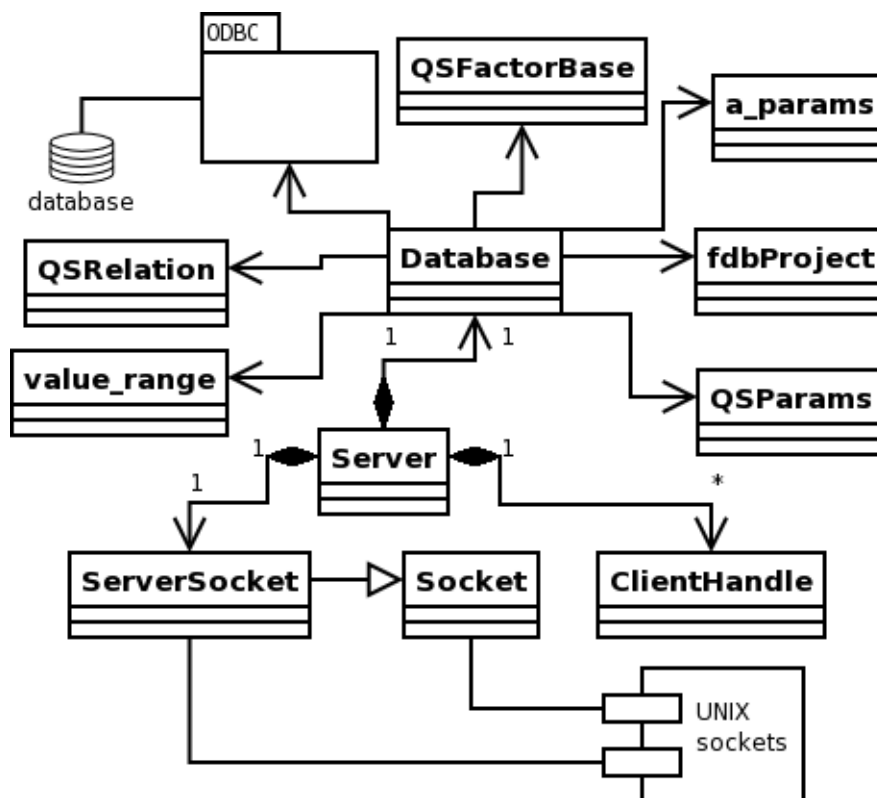 ODBC
QSFactorBase
a_params
database
QSRelation
Database
fdbProject
value_range
1
1
QSParams
Server
1
1
1
*
ServerSocket
Socket
ClientHandle
UNIX
sockets